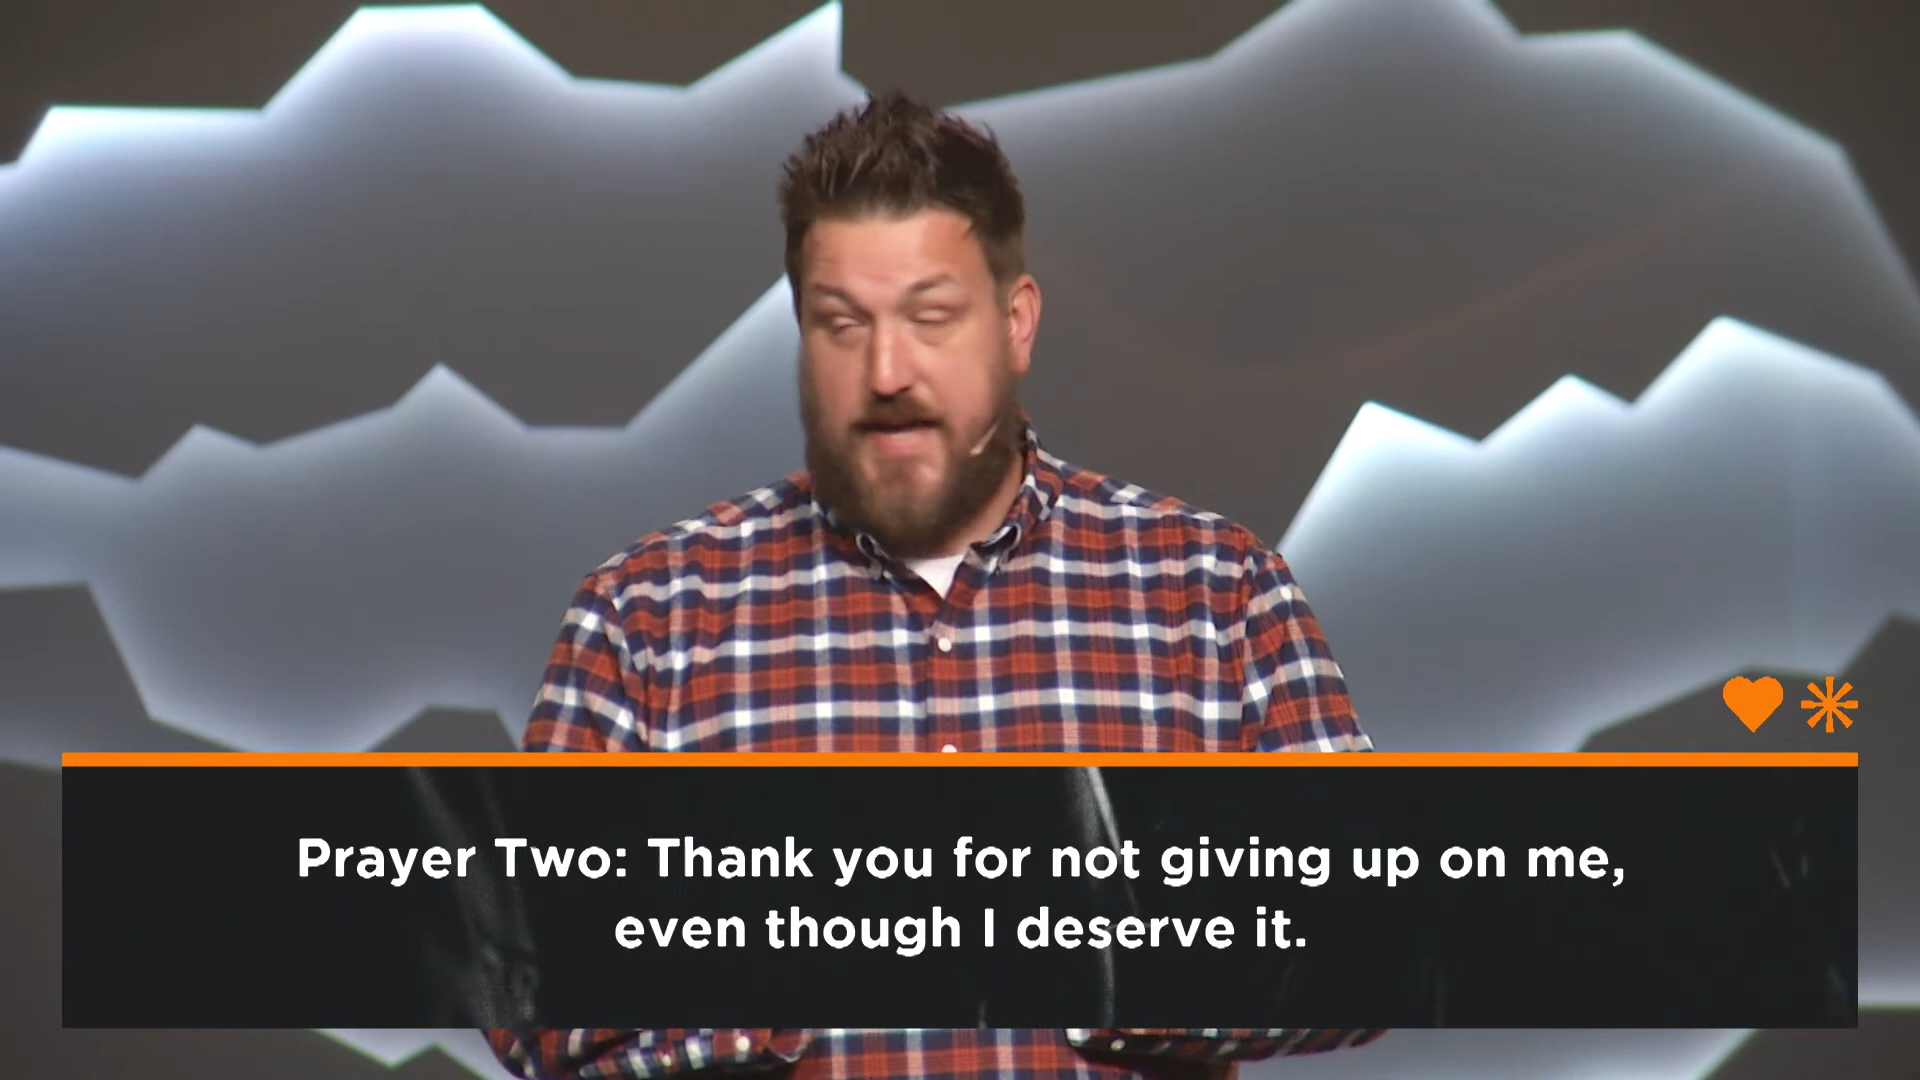 Prayer Two: Thank you for not giving up on me,
even though I deserve it.